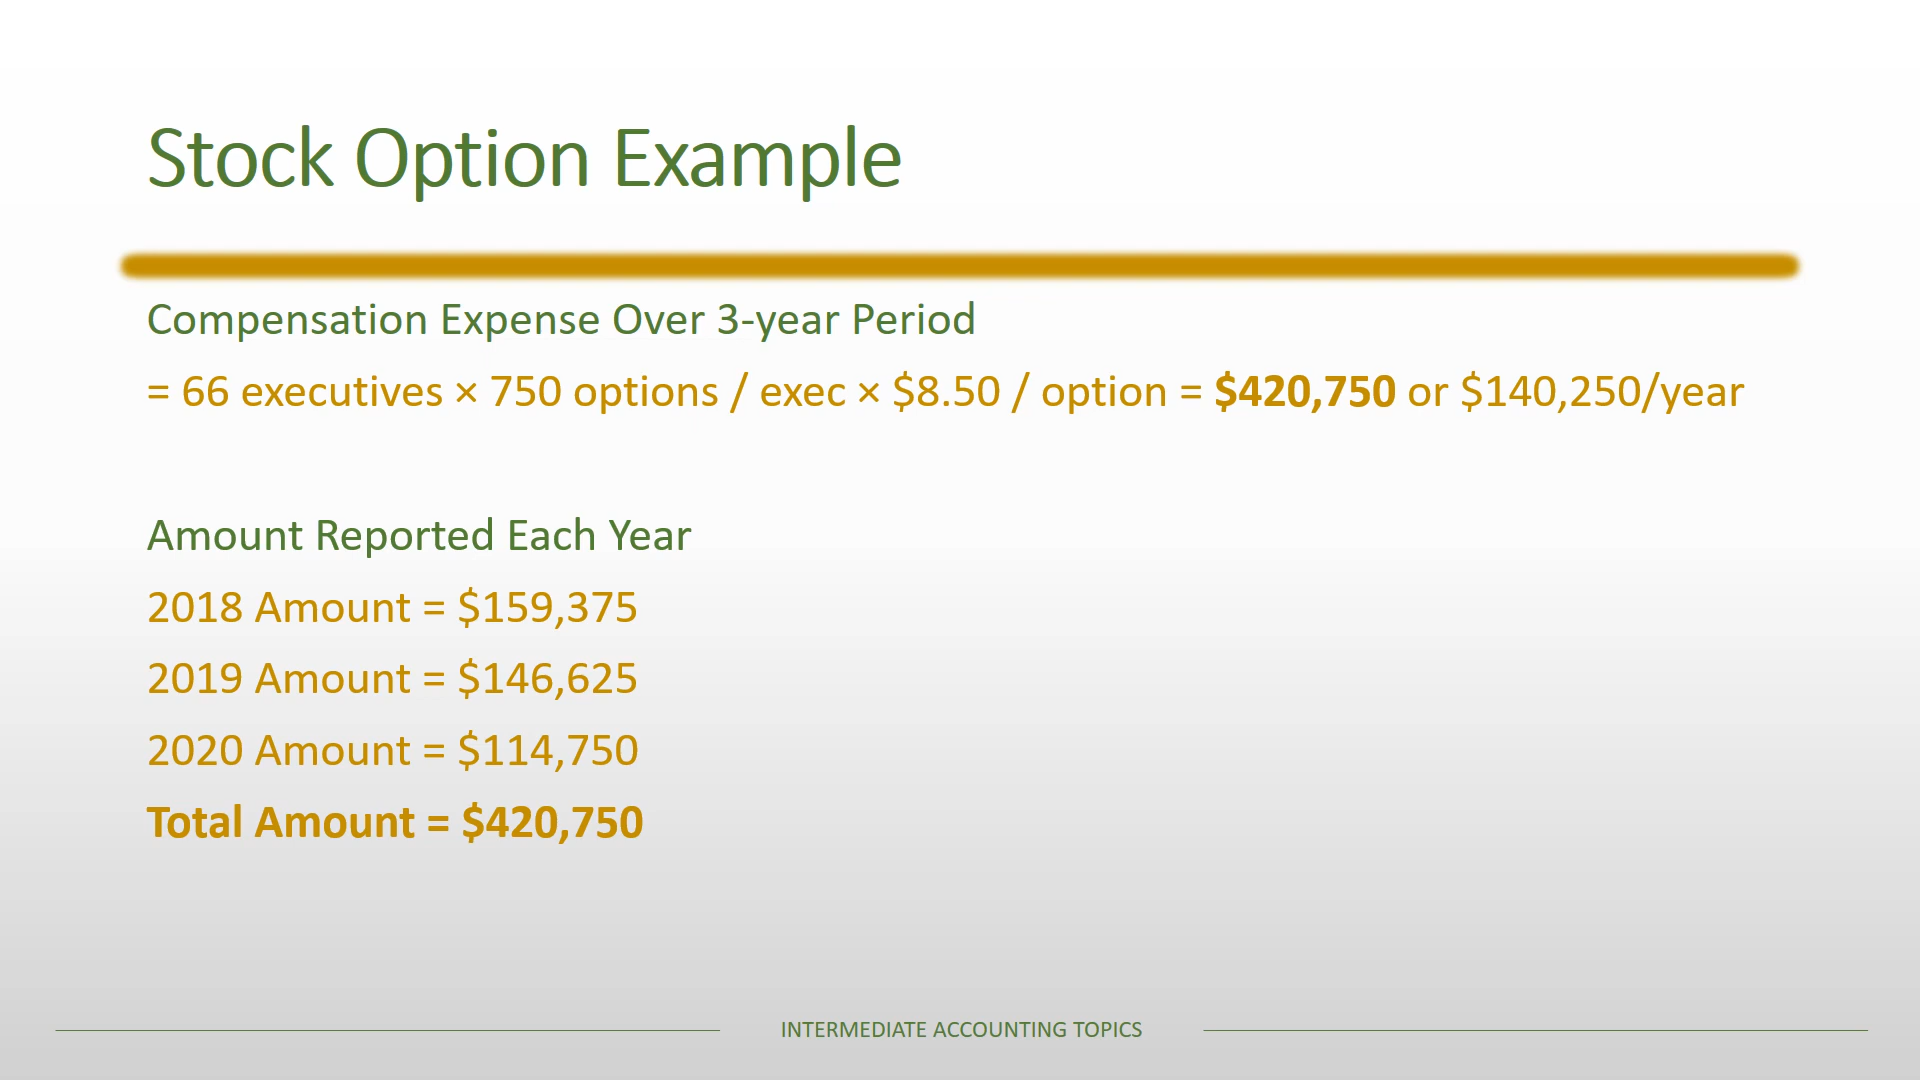 Stock Option Example
Compensation Expense Over 3-year Period
= 66 executives × 750 options / exec × $8.50 / option = $420,750 or $140,250/year
Amount Reported Each Year
2018 Amount = $159,375
2019 Amount = $146,625
2020 Amount = $114,750
Total Amount = $420,750
INTERMEDIATE ACCOUNTING TOPICS